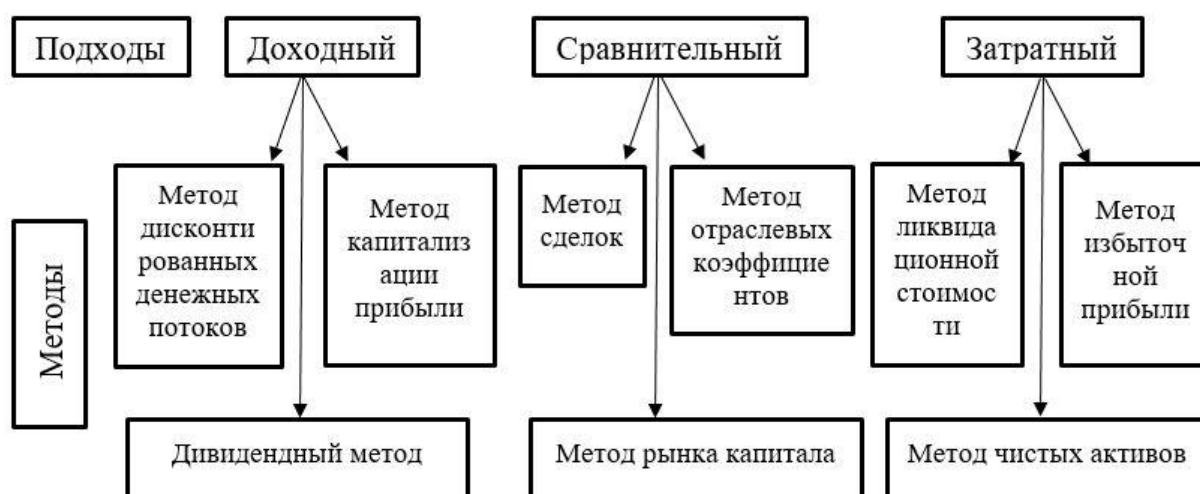 Подходы
Доходный
Сравнительный
Затратный
Методы
Метод
дисконти
рованных
денежных
потоков
Метод
капитализ
ации
прибыли
Метод
сделок
Метод
отраслевых
коэффицие
нтов
Метод
ликвида
ционной
стоимос
ти
Метод
избыточ
ной
прибыли
Дивидендный метод
Метод рынка капитала
Метод чистых активов